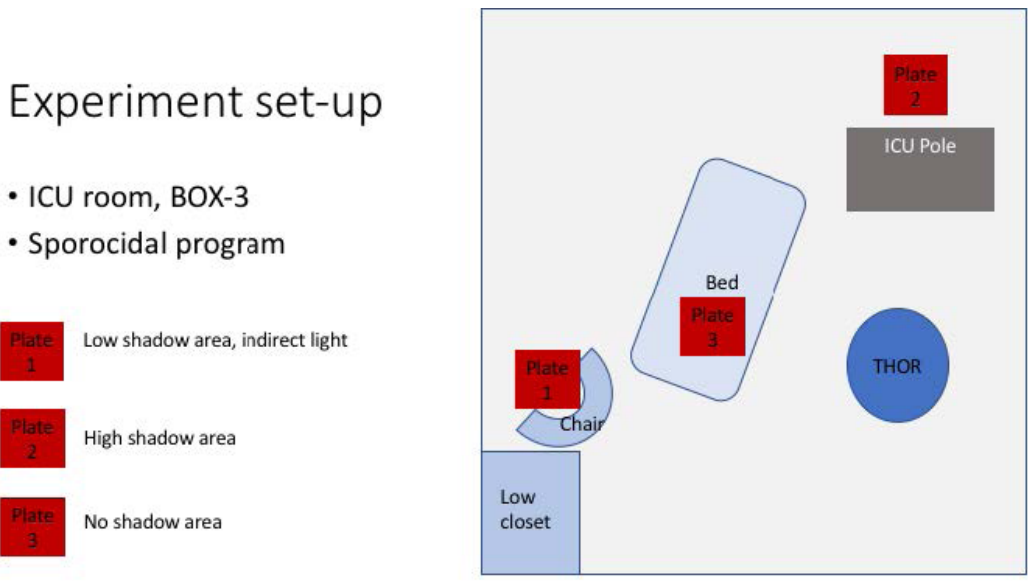 Experiment set-up
• ICU room, BOX-3
• Sporocidal program
Plate
1
Low shadow area, indirect light
Plate
2
High shadow area
Plate
3
No shadow area
Plate
2
ICU Pole
Bed
Plate
3
THOR
Plate
1
Chair
Low
closet